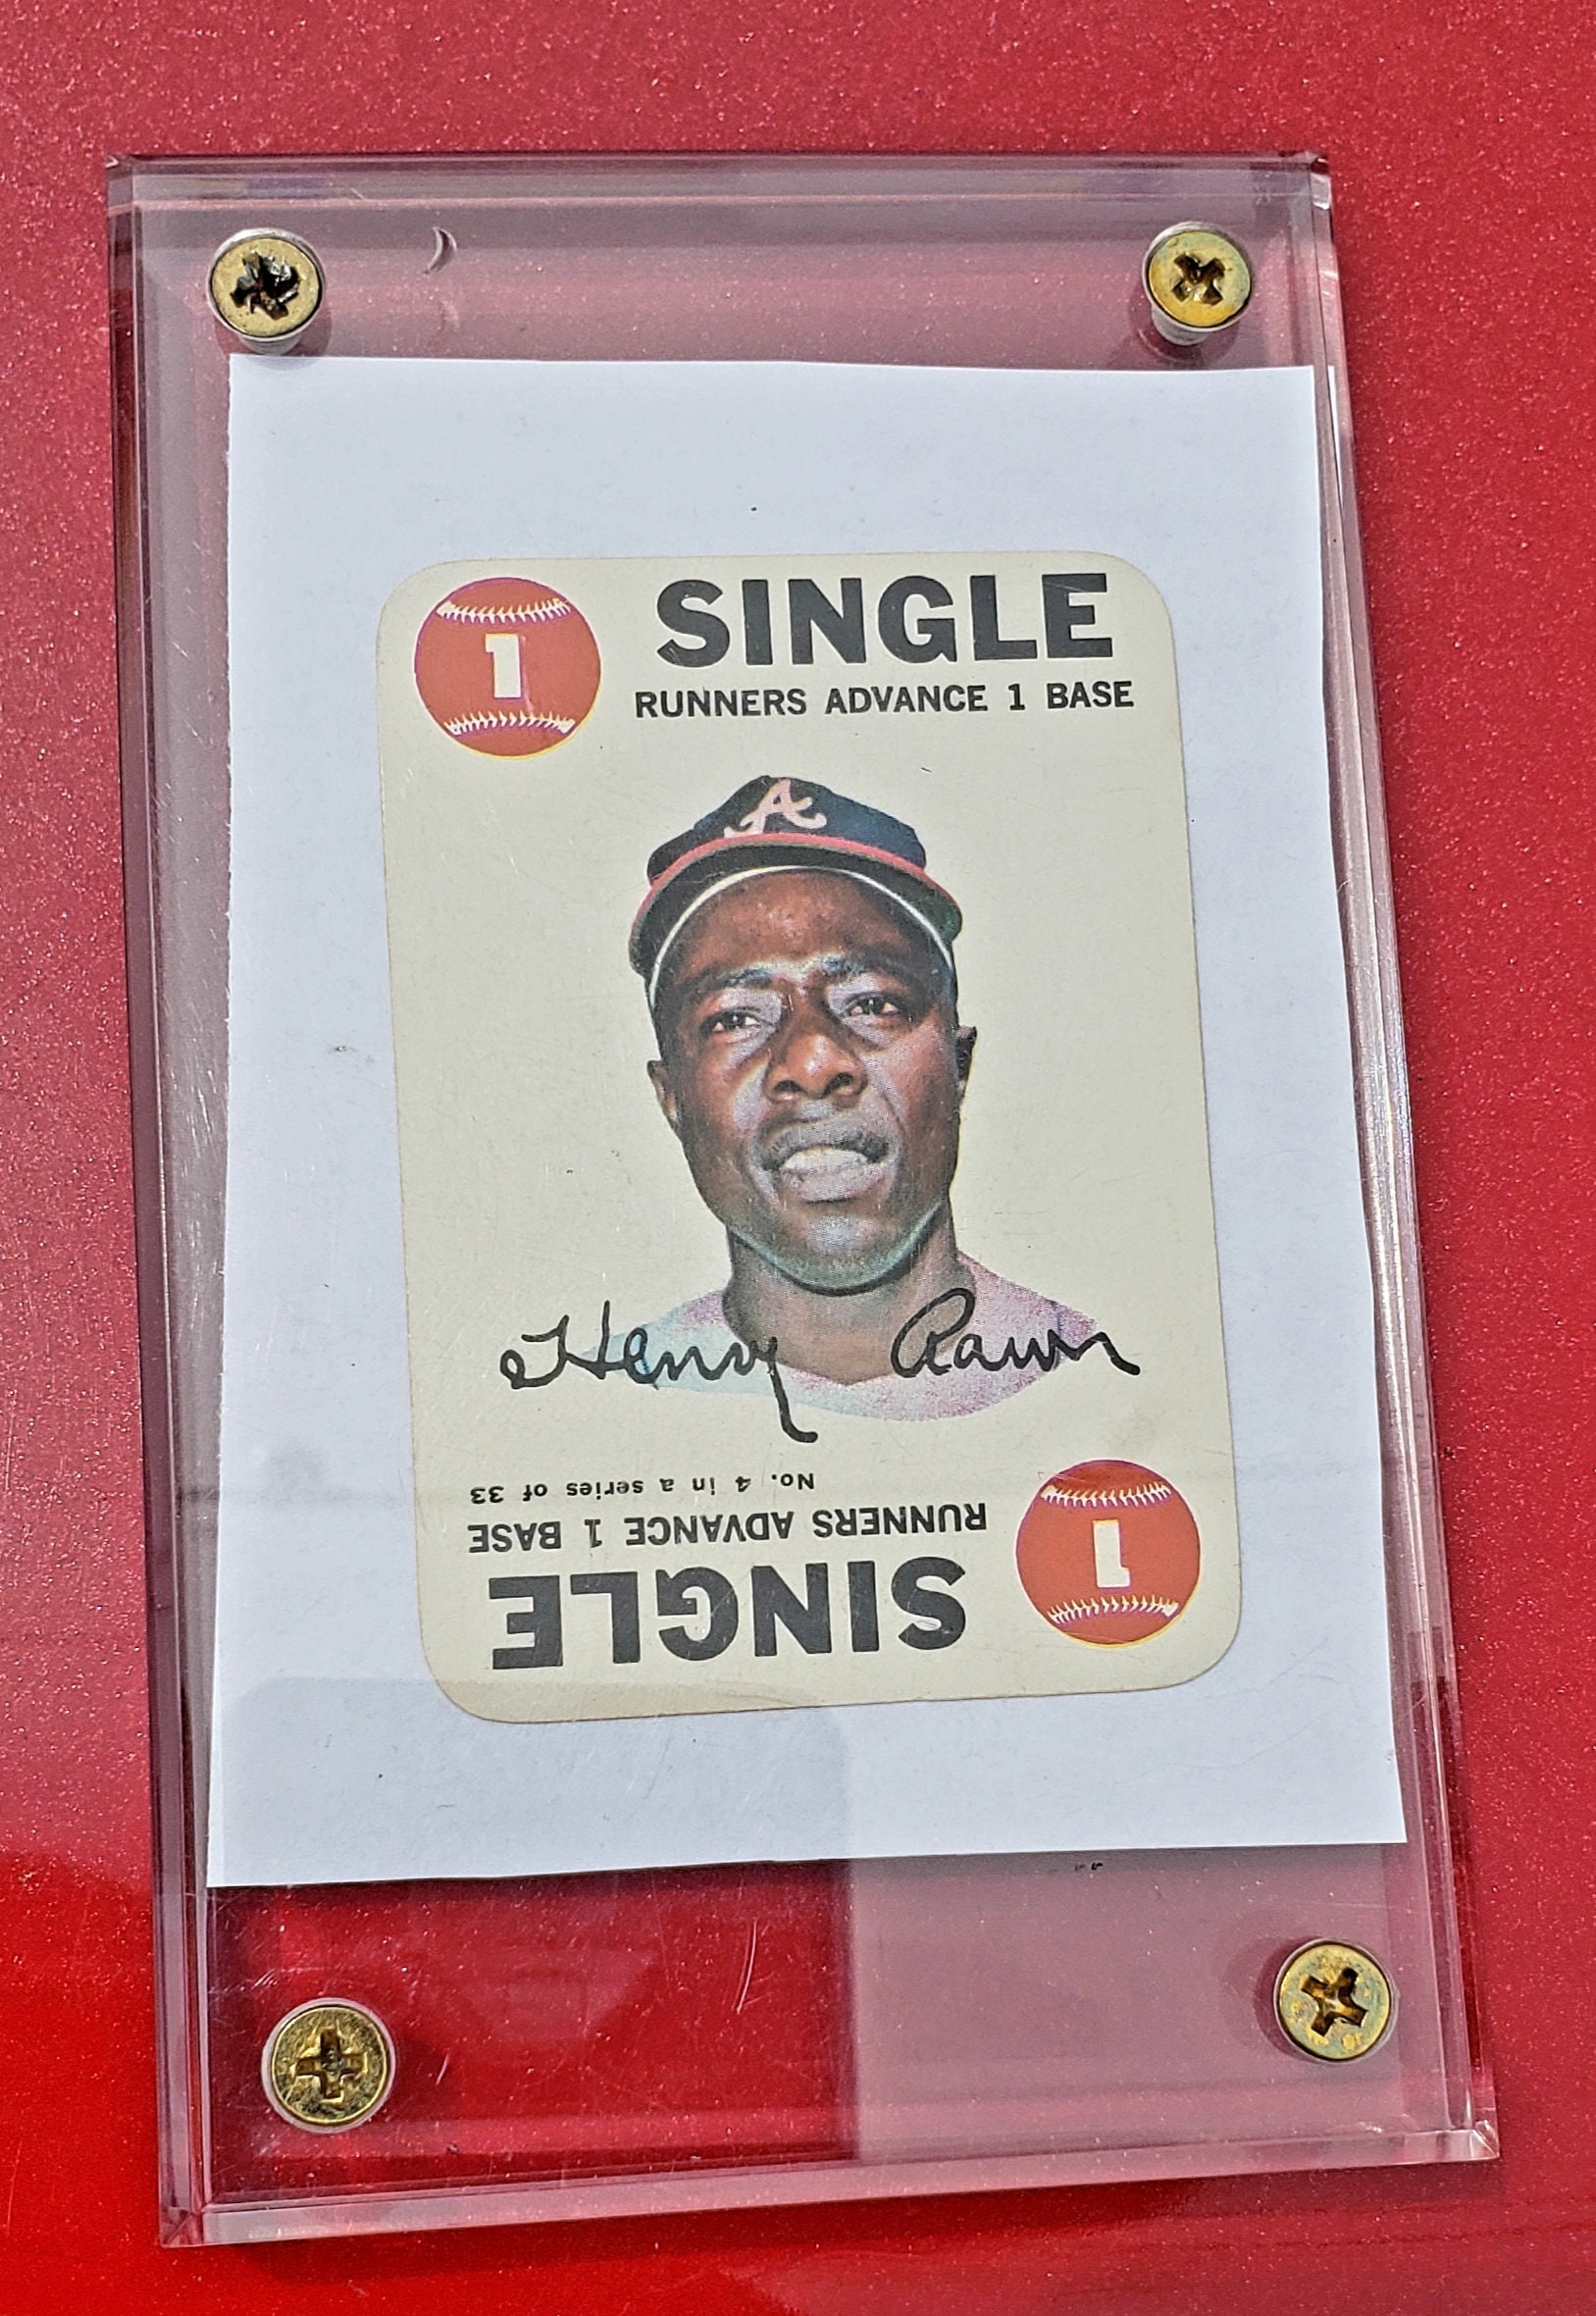 1
SINGLE
RUNNERS ADVANCE 1 BASE
A
Henry Aaron
No. 4 in a series of 33
RUNNERS ADVANCE 1 BASE
SINGLE
1